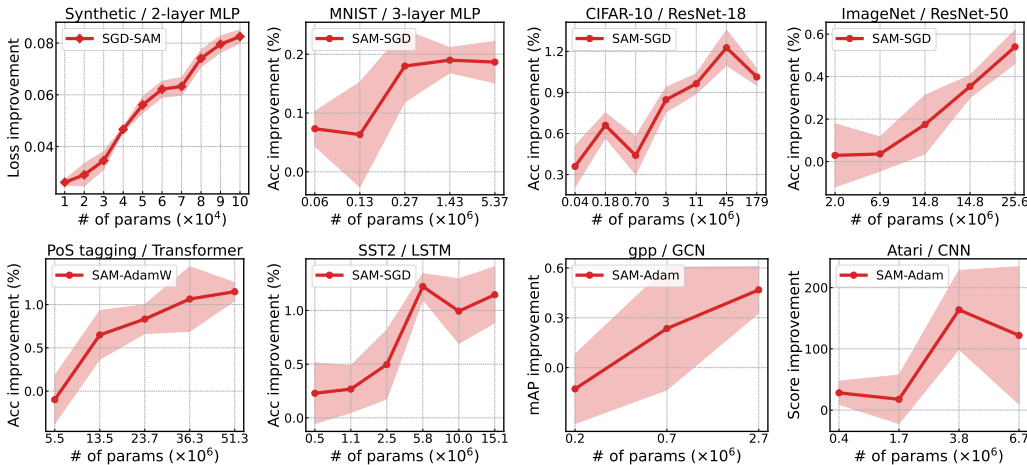 Synthetic / 2-layer MLP
Loss improvement
0.08
0.06
0.04
SGD-SAM
1 2 3 4 5 6 7 8 9 10
# of params (×10⁴)
MNIST / 3-layer MLP
Acc improvement (%)
0.2
0.1
0.0
SAM-SGD
0.06 0.13 0.27 1.43 5.37
# of params (×10⁶)
CIFAR-10 / ResNet-18
Acc improvement (%)
1.2
0.9
0.6
0.3
SAM-SGD
0.04 0.18 0.70 3 11 45 179
# of params (×10⁶)
ImageNet / ResNet-50
Acc improvement (%)
0.6
0.4
0.2
0.0
SAM-SGD
2.0 6.9 14.8 14.8 25.6
# of params (×10⁶)
PoS tagging / Transformer
Acc improvement (%)
1.0
0.5
0.0
SAM-AdamW
5.5 13.5 23.7 36.3 51.3
# of params (×10⁶)
SST2 / LSTM
Acc improvement (%)
1.0
0.5
0.0
SAM-SGD
0.5 1.1 2.5 5.8 10.0 15.1
# of params (×10⁶)
gpp / GCN
mAP improvement
0.6
0.3
0.0
SAM-Adam
0.2 0.7 2.7
# of params (×10⁶)
Atari / CNN
Score improvement
200
100
0
SAM-Adam
0.4 1.7 3.8 6.7
# of params (×10⁶)